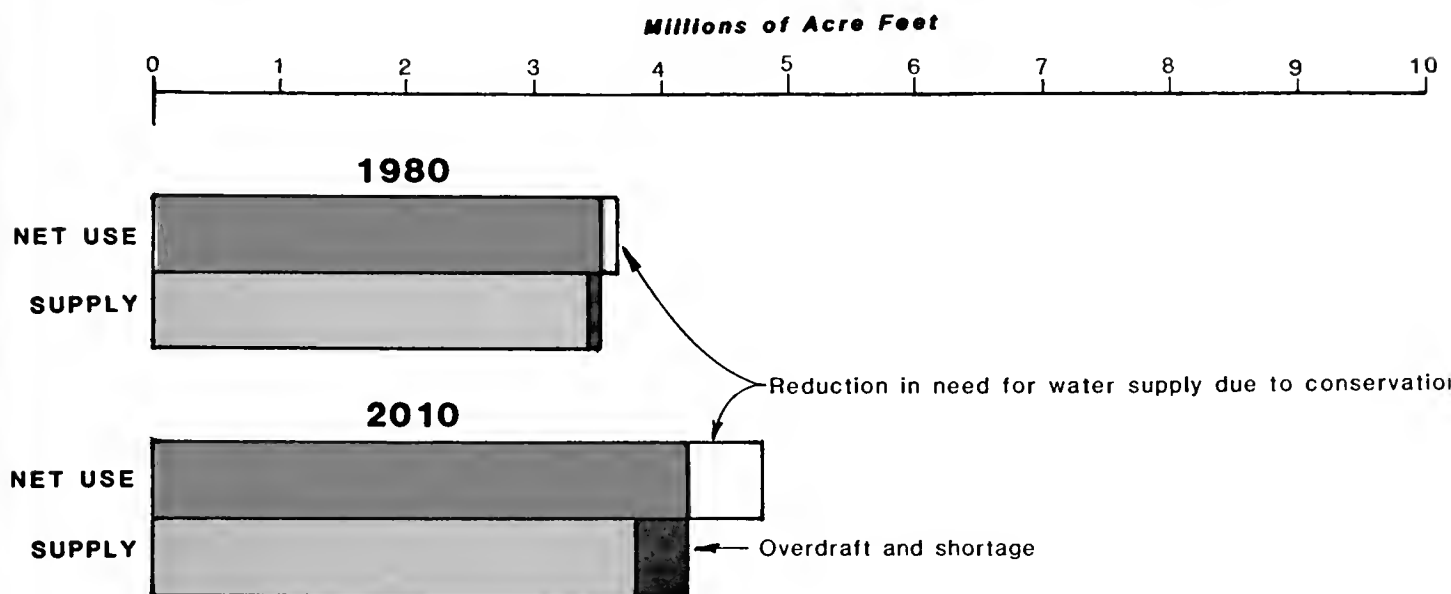 Millions of Acre Feet
0 1 2 3 4 5 6 7 8 9 10
1980
NET USE
SUPPLY
Reduction in need for water supply due to
2010
NET USE
SUPPLY
Overdraft and shortage